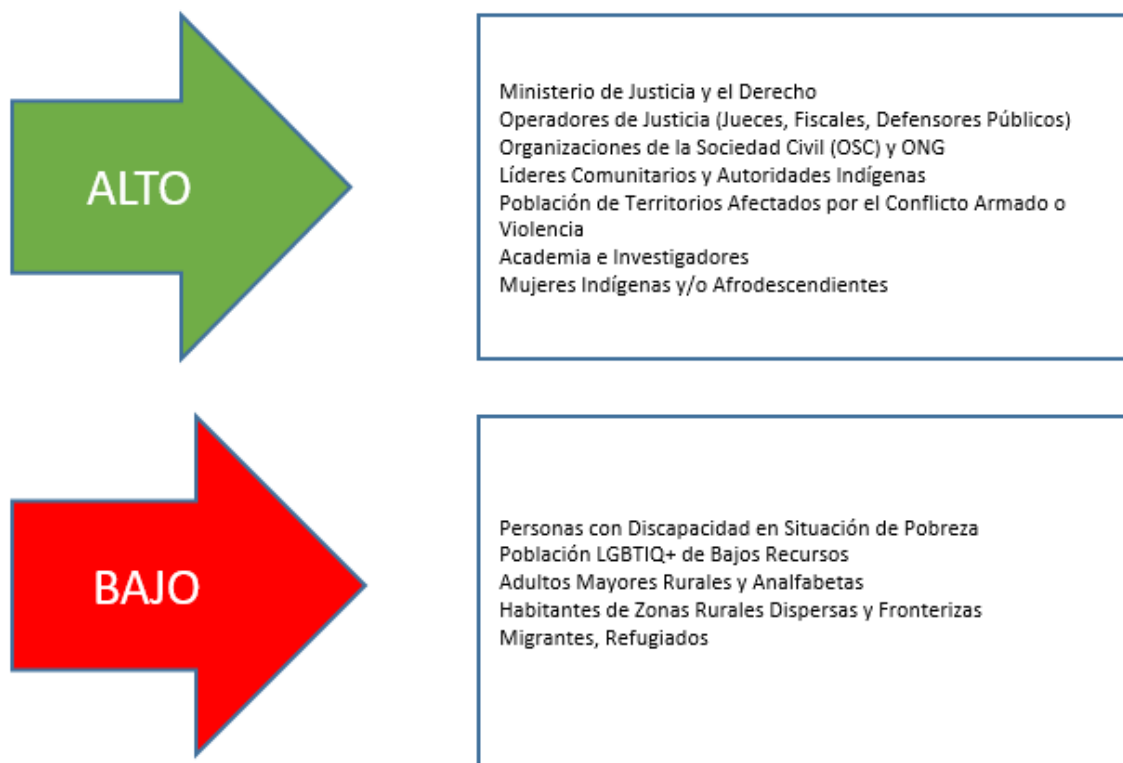 ALTO
Ministerio de Justicia y el Derecho
Operadores de Justicia (Jueces, Fiscales, Defensores Públicos)
Organizaciones de la Sociedad Civil (OSC) y ONG
Líderes Comunitarios y Autoridades Indígenas
Población de Territorios Afectados por el Conflicto Armado o
Violencia
Academia e Investigadores
Mujeres Indígenas y/o Afrodescendientes
BAJO
Personas con Discapacidad en Situación de Pobreza
Población LGBTIQ+ de Bajos Recursos
Adultos Mayores Rurales y Analfabetas
Habitantes de Zonas Rurales Dispersas y Fronterizas
Migrantes, Refugiados